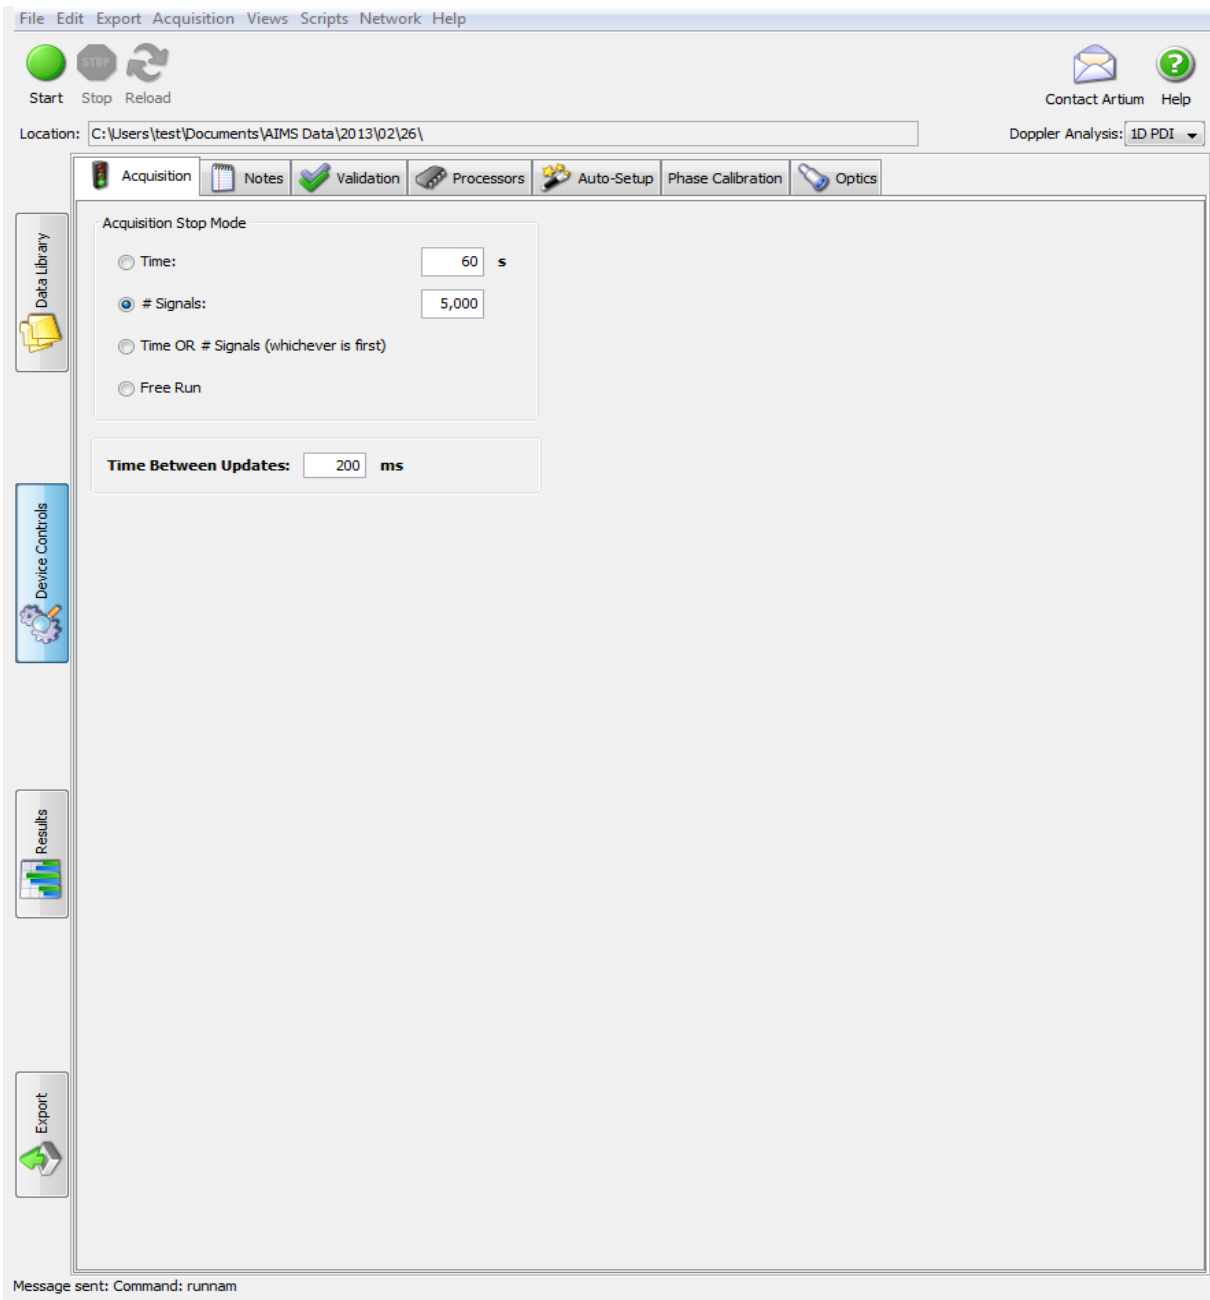 File Edit Export Acquisition Views Scripts Network Help
STOP
Start Stop Reload
Contact Artium Help
Location: C:\Users\test\Documents\AIMS Data\2013\02\26\
Doppler Analysis: 1D PDI
Acquisition Notes Validation Processors Auto-Setup Phase Calibration Optics
Data Library
Device Controls
Results
Export
Acquisition Stop Mode
Time: 60 s
# Signals: 5,000
Time OR # Signals (whichever is first)
Free Run
Time Between Updates: 200 ms
Message sent: Command: runnam